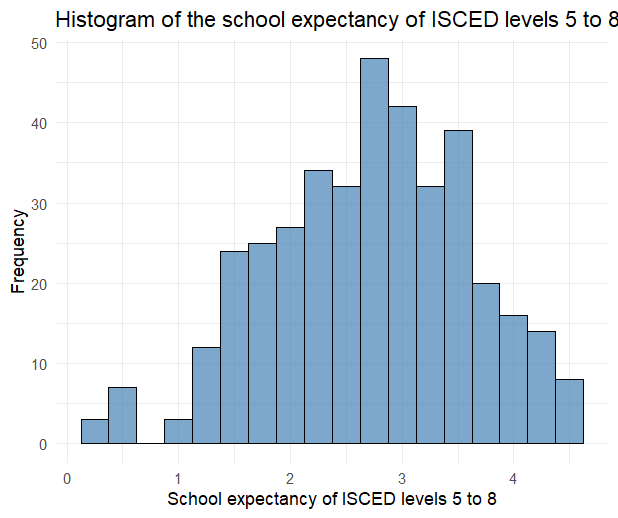 Histogram of the school expectancy of ISCED levels 5 to 8
50
40
30
20
10
0
Frequency
0 1 2 3 4
School expectancy of ISCED levels 5 to 8